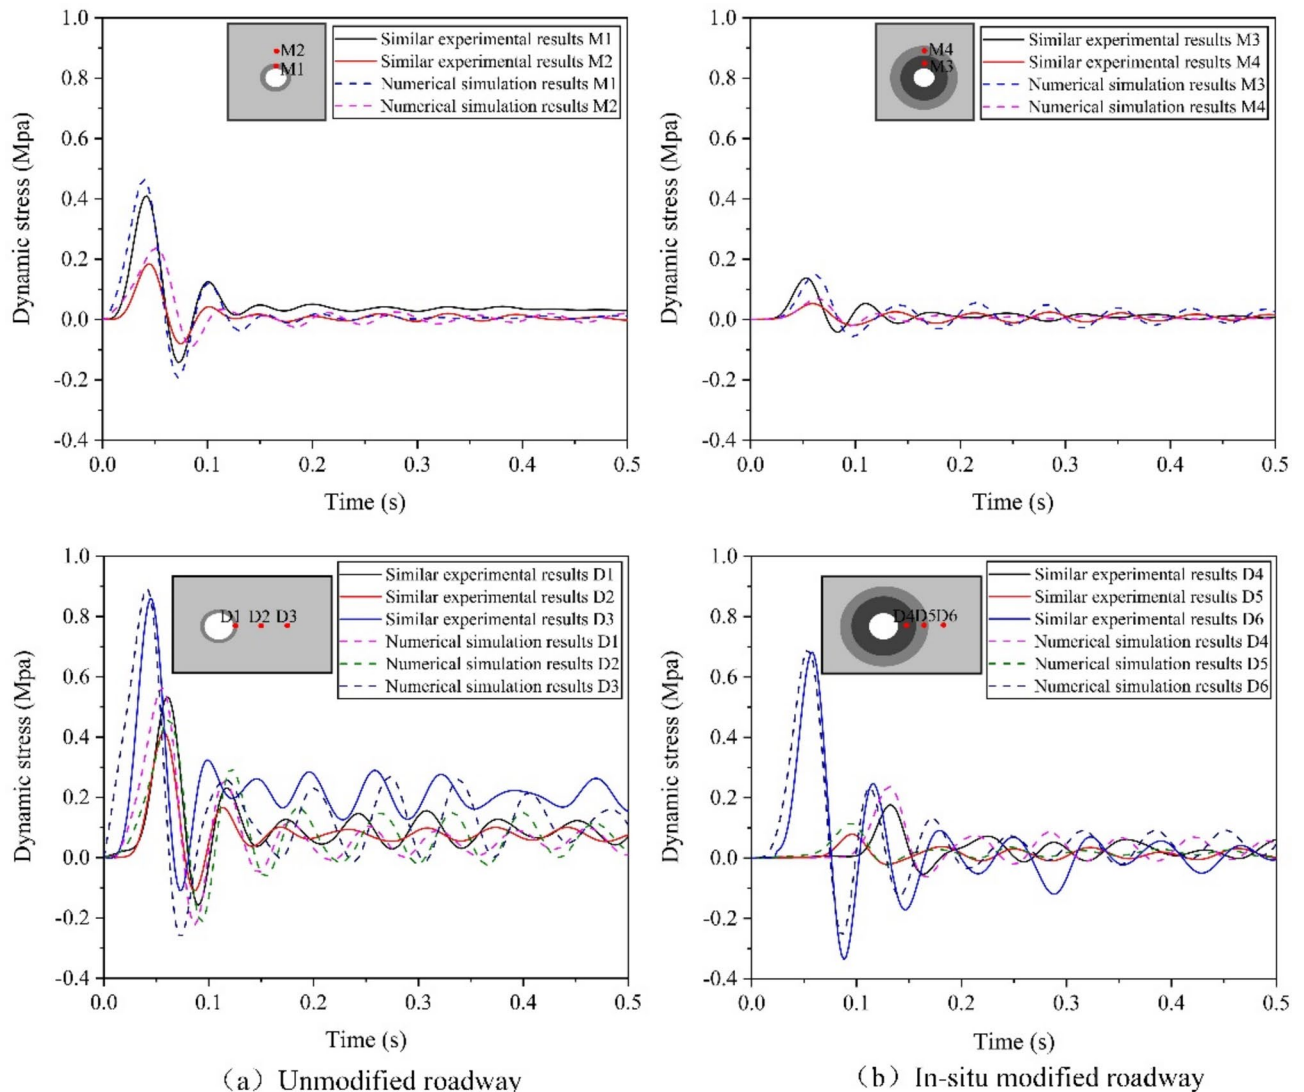 1.0
0.8
0.6
0.4
0.2
0.0
-0.2
-0.4
Dynamic stress (Mpa)
M2
M1
Similar experimental results M1
Similar experimental results M2
Numerical simulation results M1
Numerical simulation results M2
0.0 0.1 0.2 0.3 0.4 0.5
Time (s)
1.0
0.8
0.6
0.4
0.2
0.0
-0.2
-0.4
Dynamic stress (Mpa)
M4
M3
Similar experimental results M3
Similar experimental results M4
Numerical simulation results M3
Numerical simulation results M4
0.0 0.1 0.2 0.3 0.4 0.5
Time (s)
1.0
0.8
0.6
0.4
0.2
0.0
-0.2
-0.4
Dynamic stress (Mpa)
D1 D2 D3
Similar experimental results D1
Similar experimental results D2
Similar experimental results D3
Numerical simulation results D1
Numerical simulation results D2
Numerical simulation results D3
0.0 0.1 0.2 0.3 0.4 0.5
Time (s)
(a) Unmodified roadway
1.0
0.8
0.6
0.4
0.2
0.0
-0.2
-0.4
Dynamic stress (Mpa)
D4D5D6
Similar experimental results D4
Similar experimental results D5
Similar experimental results D6
Numerical simulation results D4
Numerical simulation results D5
Numerical simulation results D6
0.0 0.1 0.2 0.3 0.4 0.5
Time (s)
(b) In-situ modified roadway